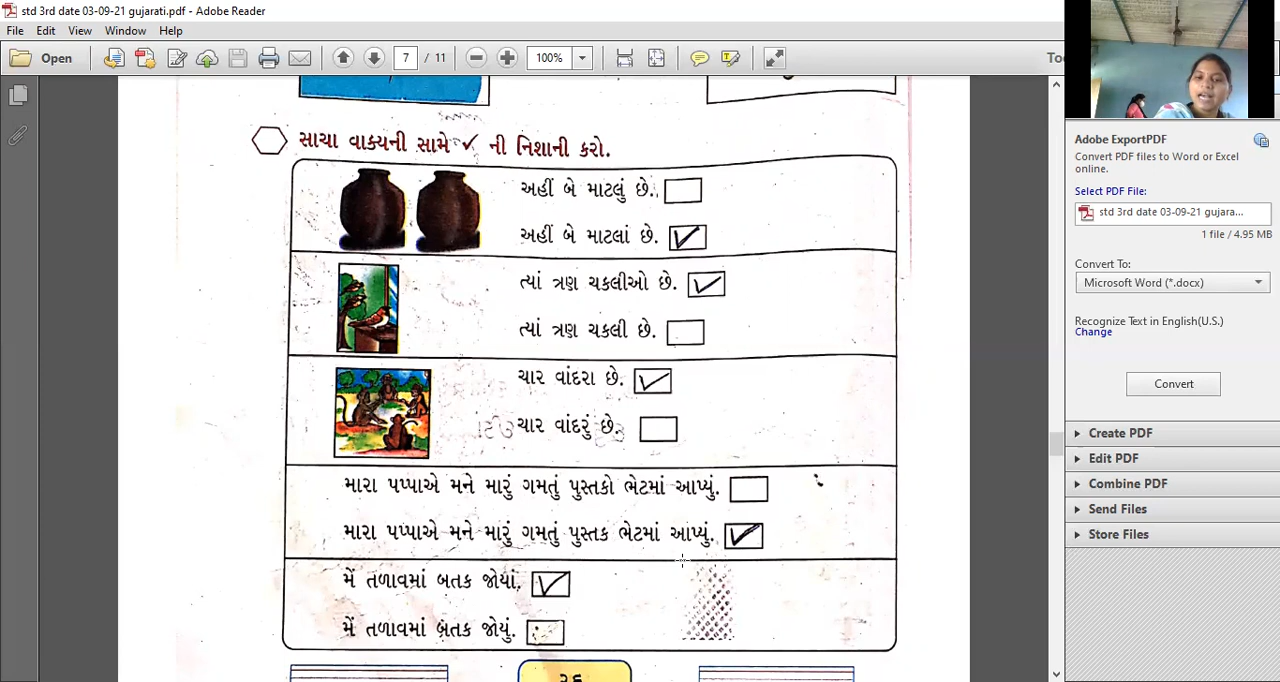 std 3rd date 03-09-21 gujarati.pdf - Adobe Reader
File Edit View Window Help
Open 7 / 11 100%
સાચા વાક્યની સામે ✓ ની નિશાની કરો.
અહીં બે માટલું છે.
અહીં બે માટલાં છે. ✓
ત્યાં ત્રણ ચકલીઓ છે. ✓
ત્યાં ત્રણ ચકલી છે.
ચાર વાંદરા છે. ✓
ચાર વાંદરું છે.
મારા પપ્પાએ મને મારું ગમતું પુસ્તકો ભેટમાં આપ્યું.
મારા પપ્પાએ મને મારું ગમતું પુસ્તક ભેટમાં આપ્યું. ✓
મેં તળાવમાં બતક જોયાં. ✓
મેં તળાવમાં બતક જોયું.
Adobe ExportPDF
Convert PDF files to Word or Excel
online.
Select PDF File:
std 3rd date 03-09-21 gujara...
1 file / 4.95 MB
Convert To:
Microsoft Word (*.docx)
Recognize Text in English(U.S.)
Change
Convert
Create PDF
Edit PDF
Combine PDF
Send Files
Store Files